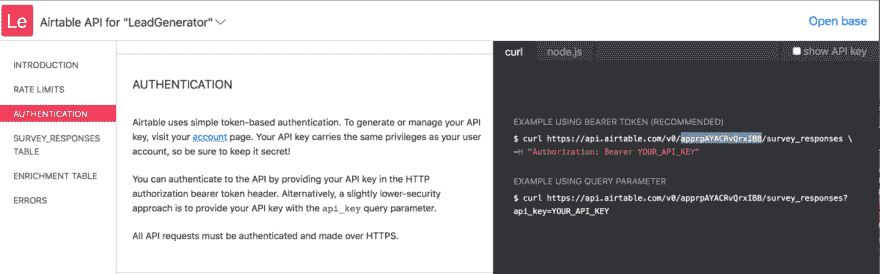 Le Airtable API for "LeadGenerator"
Open base
INTRODUCTION
RATE LIMITS
AUTHENTICATION
SURVEY_RESPONSES
TABLE
ENRICHMENT TABLE
ERRORS
AUTHENTICATION
Airtable uses simple token-based authentication. To generate or manage your API
key, visit your account page. Your API key carries the same privileges as your user
account, so be sure to keep it secret!
You can authenticate to the API by providing your API key in the HTTP
authorization bearer token header. Alternatively, a slightly lower-security
approach is to provide your API key with the api_key query parameter.
All API requests must be authenticated and made over HTTPS.
curl node.js show API key
EXAMPLE USING BEARER TOKEN (RECOMMENDED)
$ curl https://api.airtable.com/v0/apprpAYACRvQrxIBB/survey_responses \
-H "Authorization: Bearer YOUR_API_KEY"
EXAMPLE USING QUERY PARAMETER
$ curl https://api.airtable.com/v0/apprpAYACRvQrxIBB/survey_responses?
api_key=YOUR_API_KEY